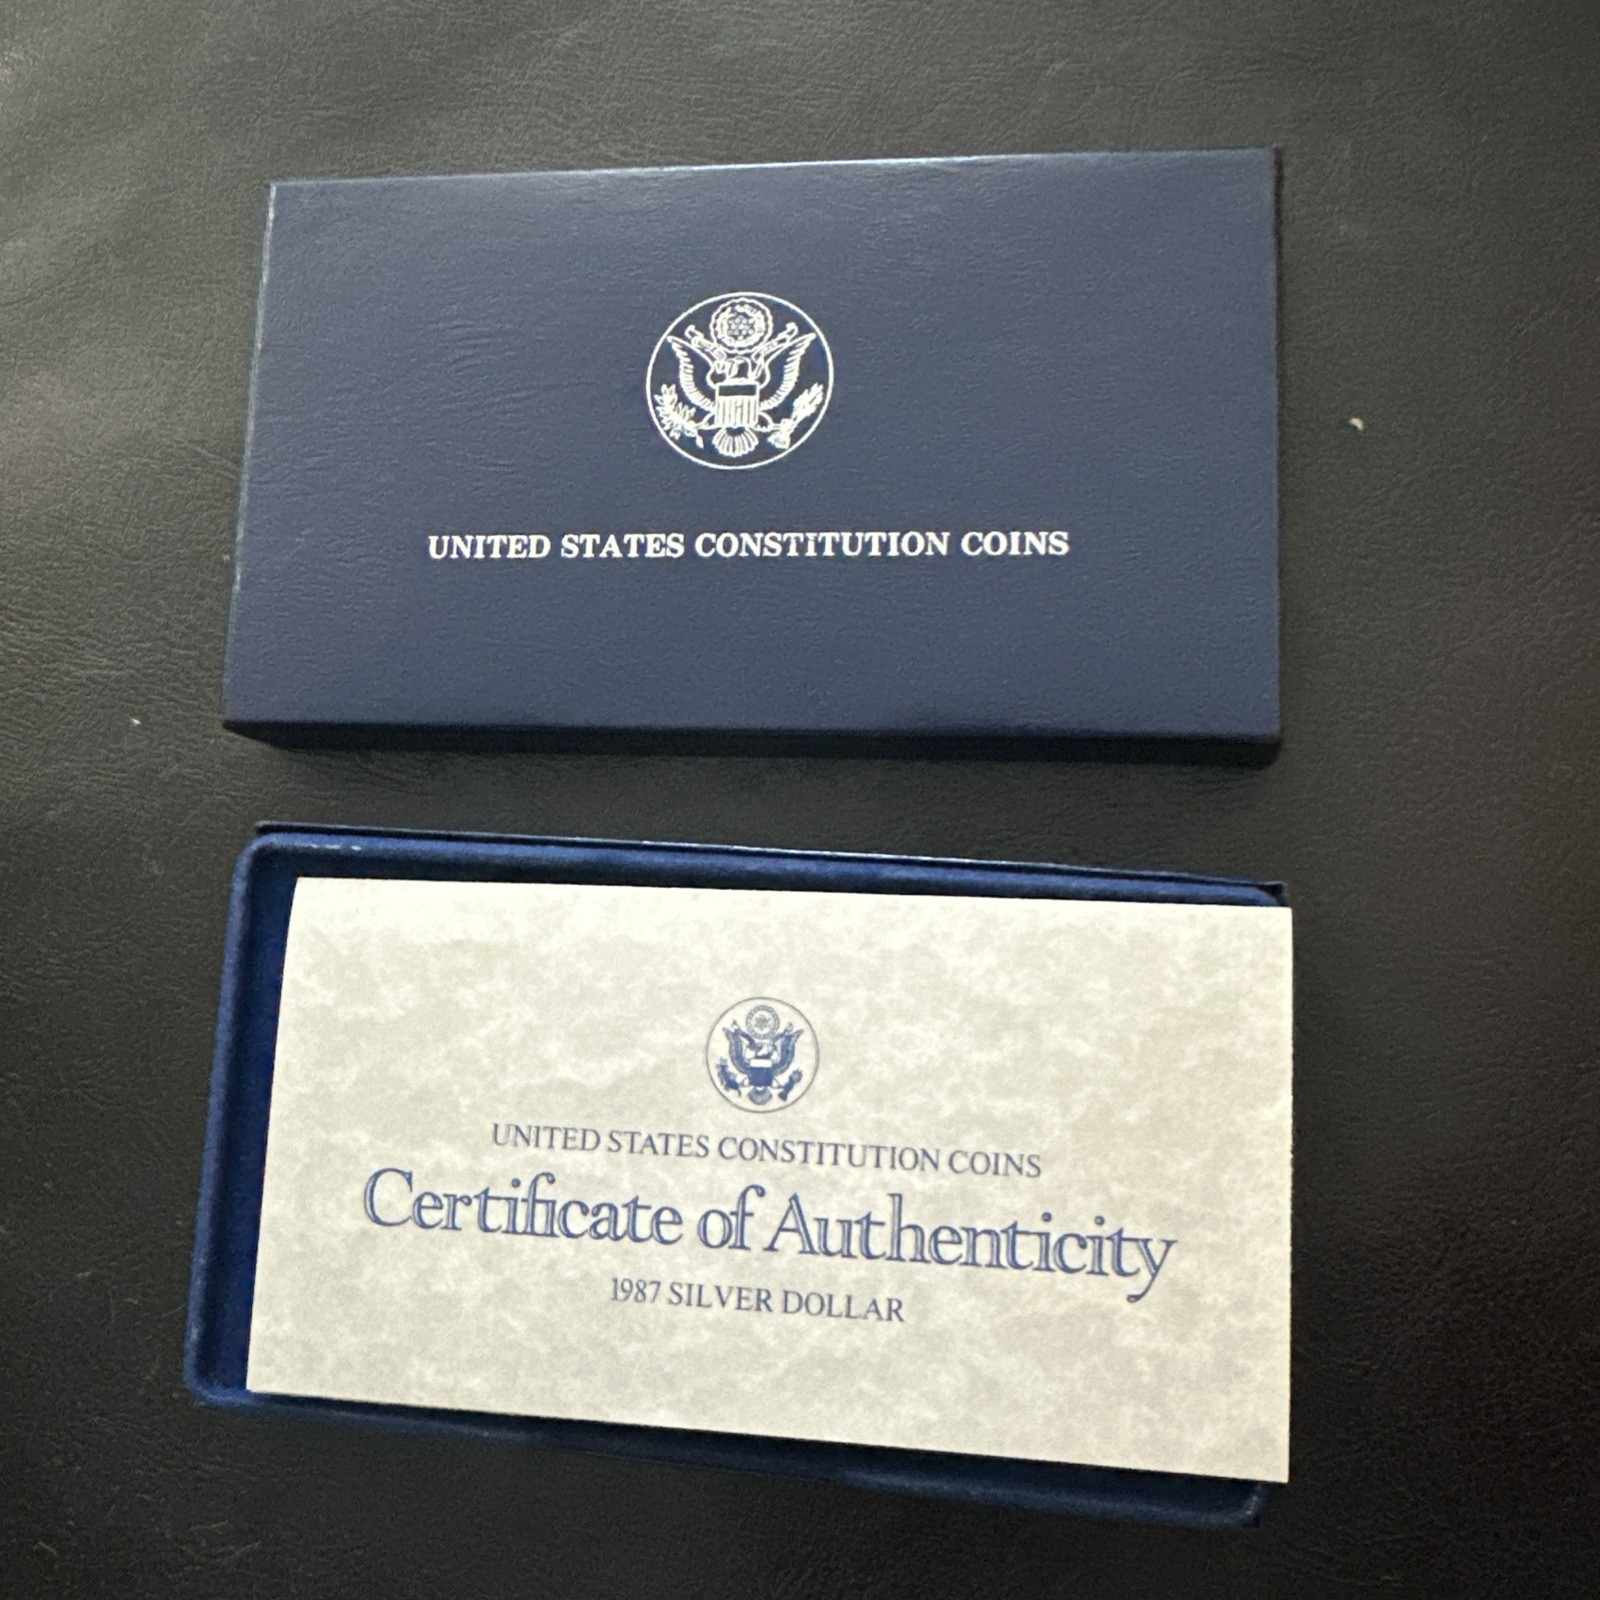 UNITED STATES CONSTITUTION COINS
UNITED STATES CONSTITUTION COINS
Certificate of Authenticity
1987 SILVER DOLLAR